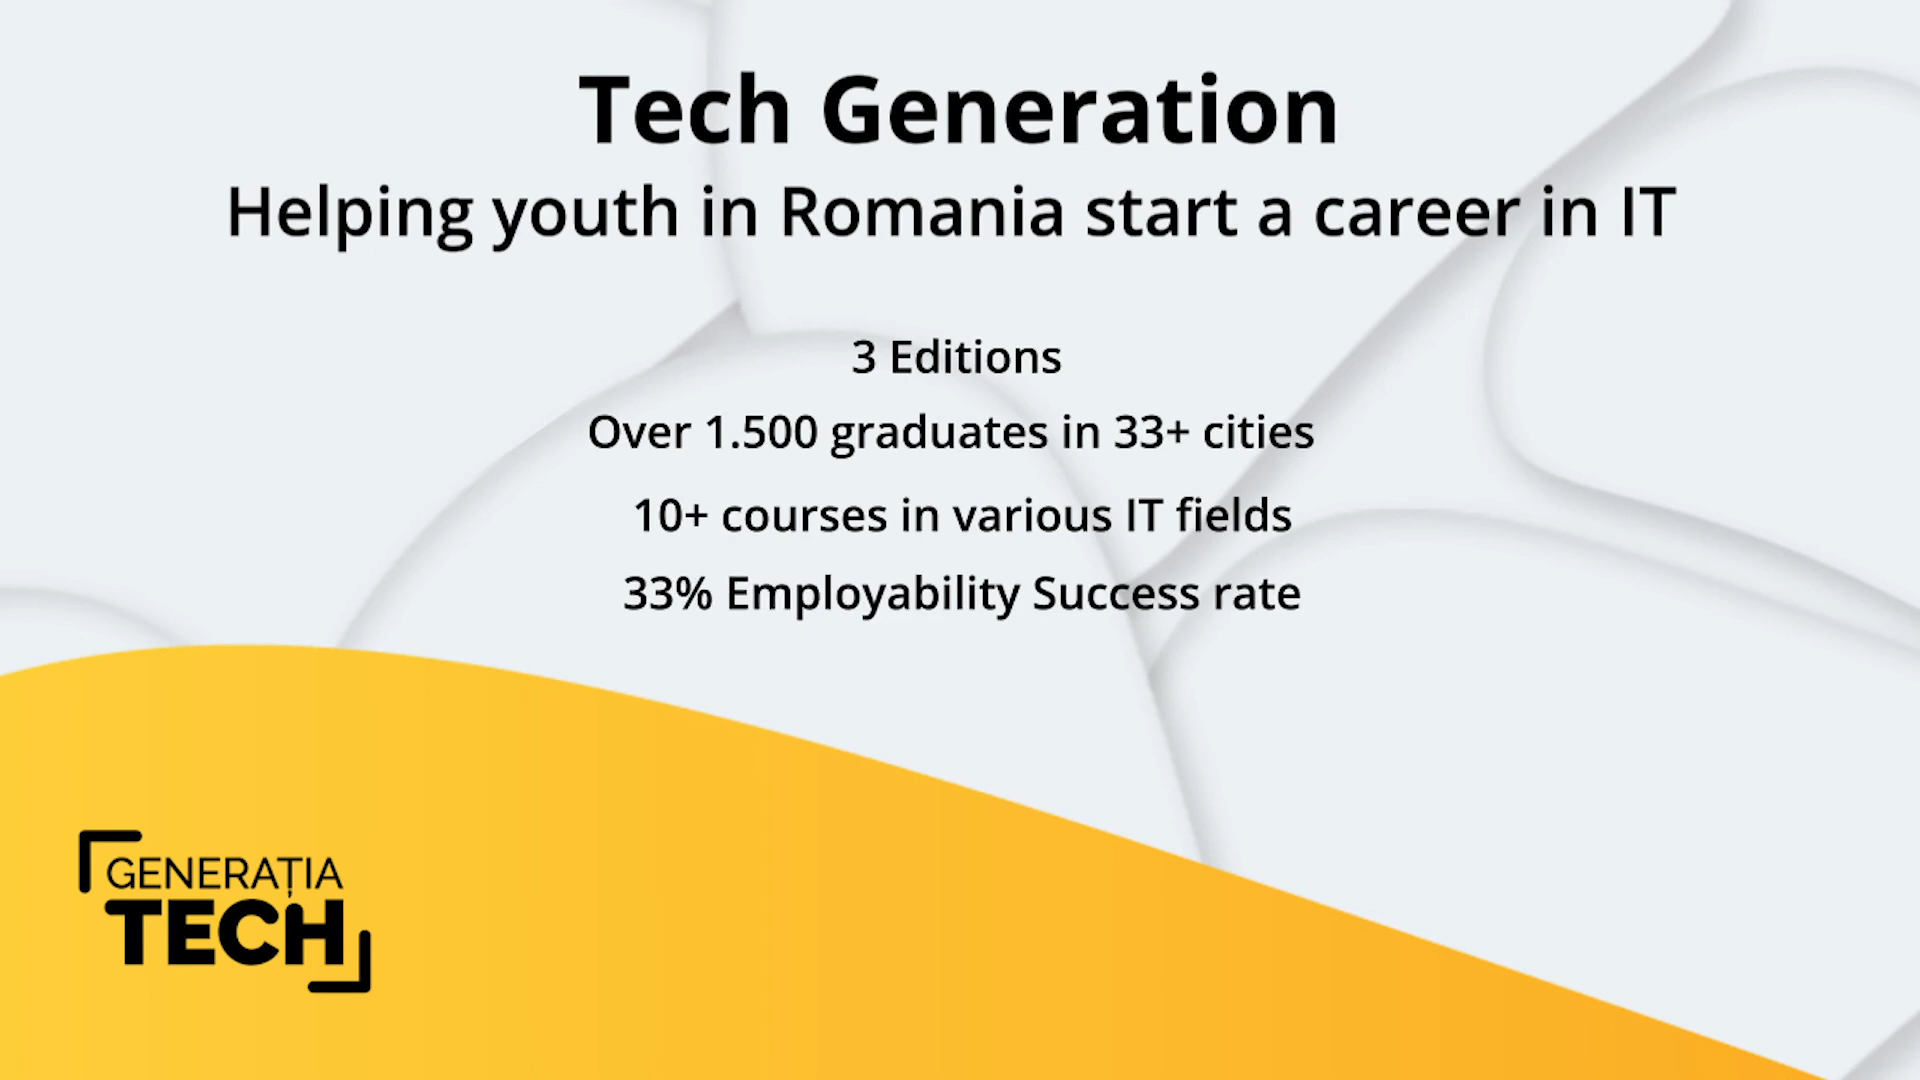 Tech Generation
Helping youth in Romania start a career in IT
3 Editions
Over 1.500 graduates in 33+ cities
10+ courses in various IT fields
33% Employability Success rate
GENERAȚIA
TECH